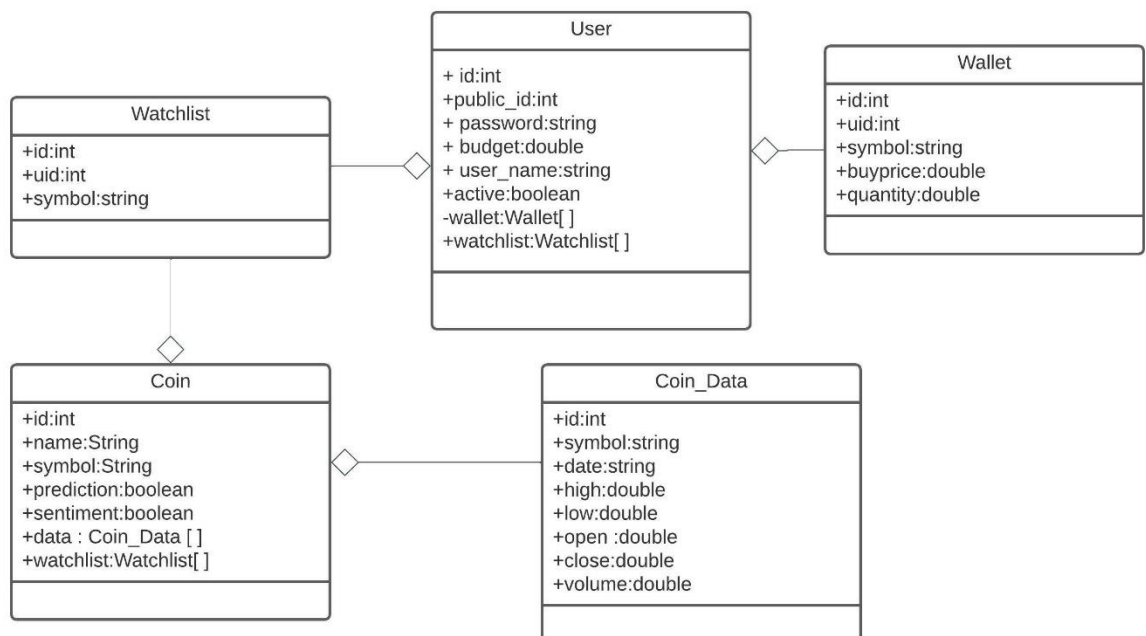 User
+ id:int
+public_id:int
+ password:string
+ budget:double
+ user_name:string
+active:boolean
-wallet:Wallet[ ]
+watchlist:Watchlist[ ]
Wallet
+id:int
+uid:int
+symbol:string
+buyprice:double
+quantity:double
Watchlist
+id:int
+uid:int
+symbol:string
Coin
+id:int
+name:String
+symbol:String
+prediction:boolean
+sentiment:boolean
+data : Coin_Data [ ]
+watchlist:Watchlist[ ]
Coin_Data
+id:int
+symbol:string
+date:string
+high:double
+low:double
+open :double
+close:double
+volume:double